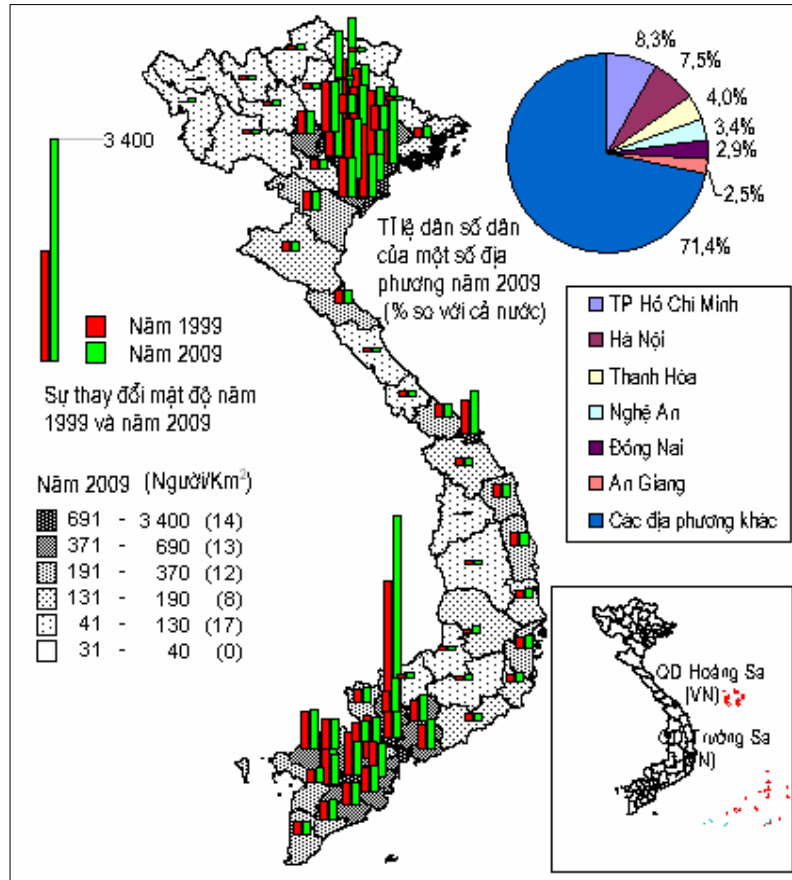 8,3%
7,5%
4,0%
3,4%
2,9%
2,5%
71,4%
3 400
Tỉ lệ dân số dân
của một số địa
phương năm 2009
(% so với cả nước)
Năm 1999
Năm 2009
Sự thay đổi mật độ năm
1999 và năm 2009
TP Hồ Chi Minh
Hà Nội
Thanh Hóa
Nghệ An
Đồng Nai
An Giang
Các địa phương khác
Năm 2009 (Người/Km²)
691 - 3 400 (14)
371 - 690 (13)
191 - 370 (12)
131 - 190 (8)
41 - 130 (17)
31 - 40 (0)
QD Hoàng Sa
(VN)
Trường Sa